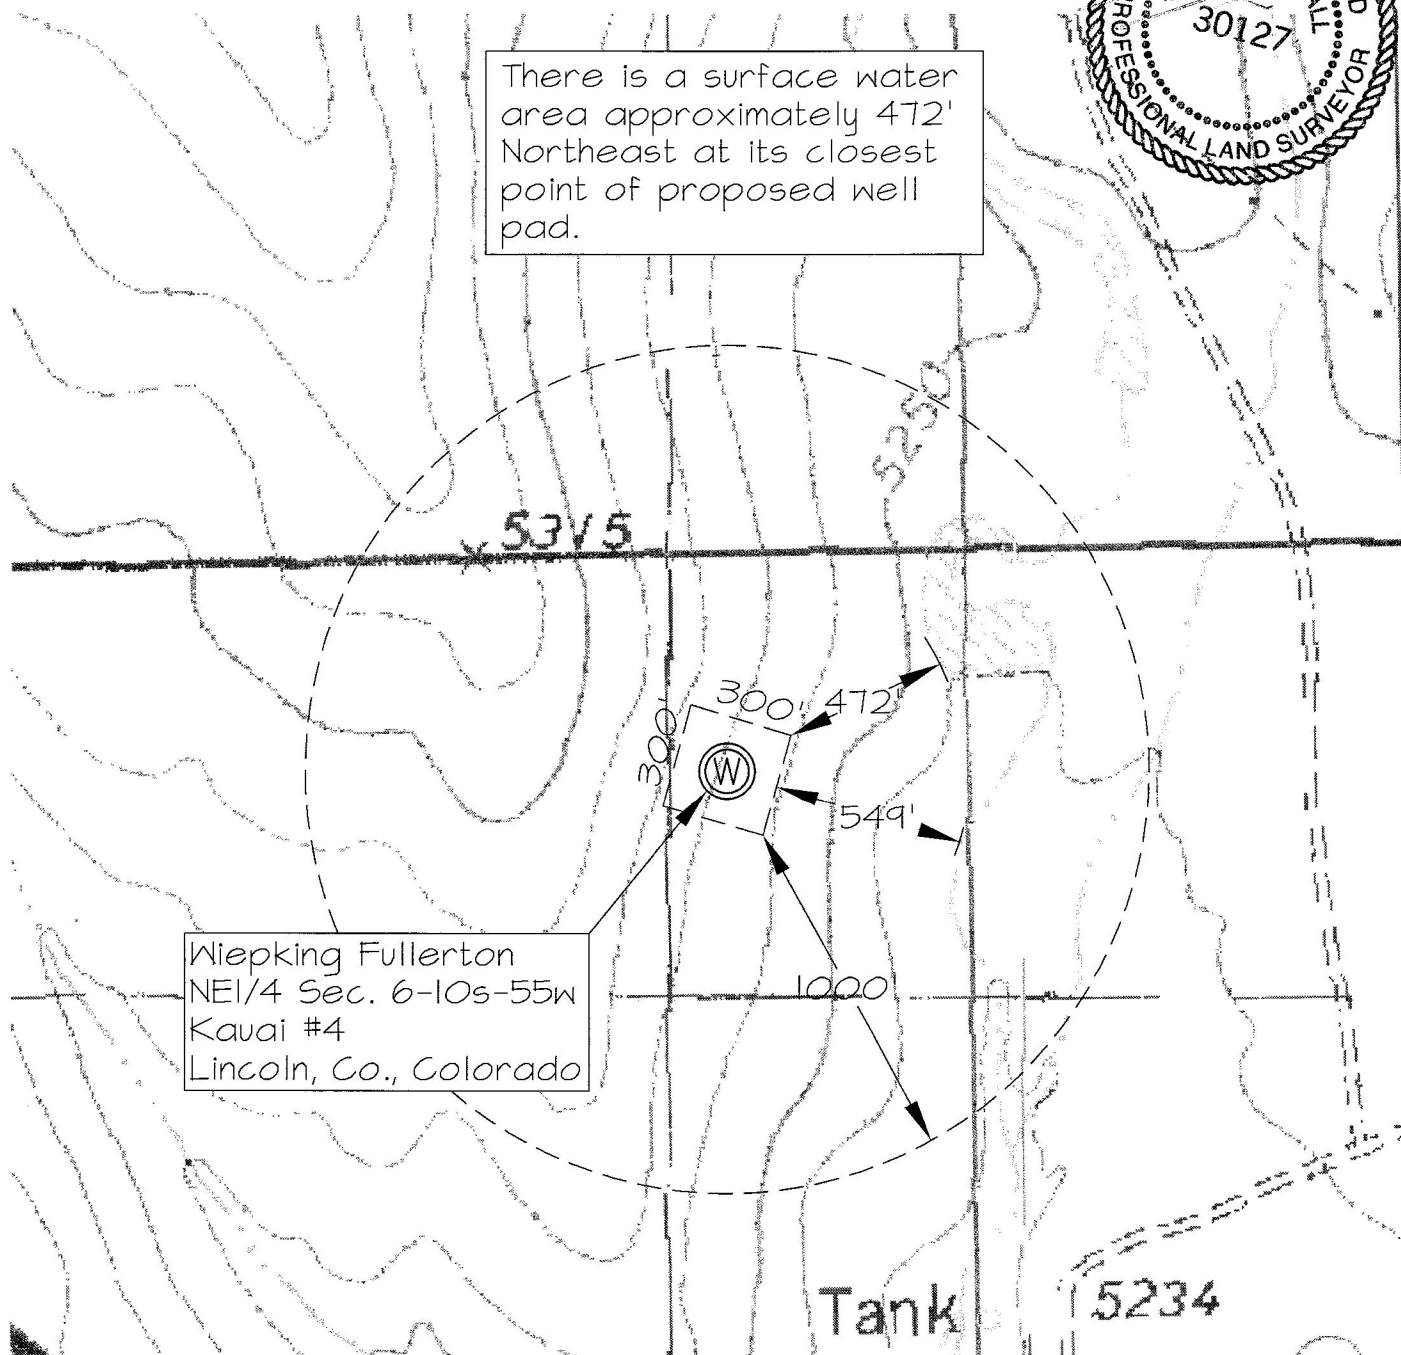 30127
PROFESSIONAL LAND SURVEYOR
There is a surface water
area approximately 472'
Northeast at its closest
point of proposed well
pad.
5250
5315
300'
472'
300'
W
549'
Wiepking Fullerton
NE1/4 Sec. 6-10s-55w
Kauai #4
Lincoln, Co., Colorado
1000
Tank
5234